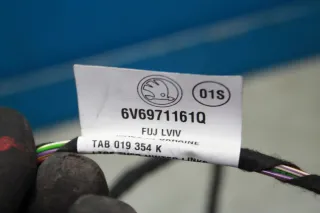 01S
6V6971161Q
FUJ LVIV
TAB 019 354 K